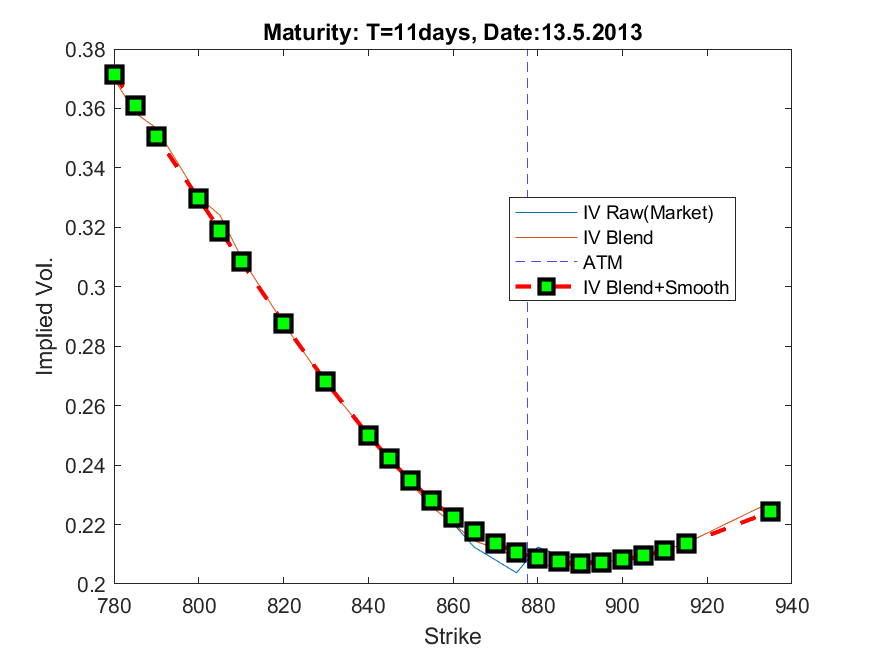 Maturity: T=11days, Date:13.5.2013
0.38
0.36
0.34
0.32
0.3
0.28
0.26
0.24
0.22
0.2
Implied Vol.
IV Raw(Market)
IV Blend
ATM
IV Blend+Smooth
780 800 820 840 860 880 900 920 940
Strike